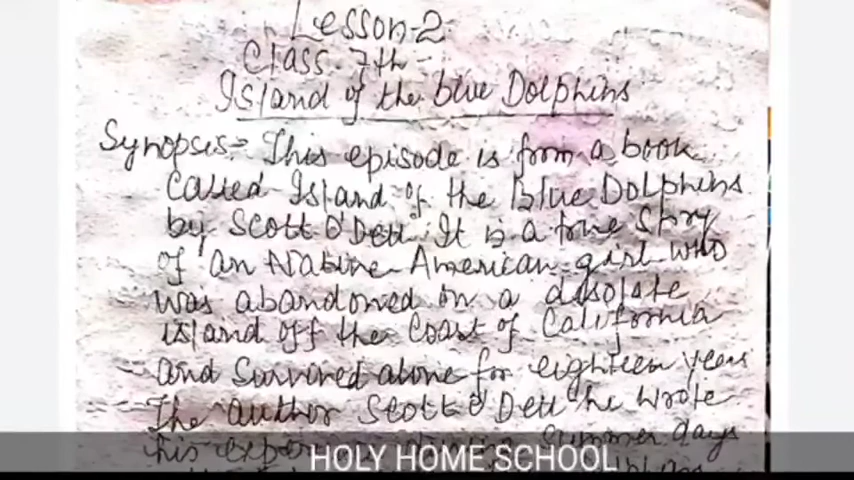 Lesson-2
Class-7th-
Island of the blue Dolphins
Synopsis:- This episode is from a book
Called Island of the Blue Dolphins
by Scott O'Dell. It is a true Story
of an Native American girl who
was abandoned on a desolate
island off the Coast of California
and Survived alone for eighteen years
The author Scott O'Dell he wrote
his summer days
HOLY HOME SCHOOL